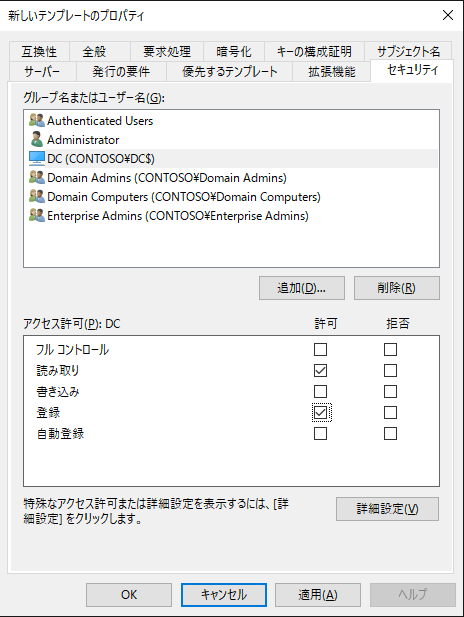 新しいテンプレートのプロパティ
互換性 全般 要求処理 暗号化 キーの構成証明 サブジェクト名
サーバー 発行の要件 優先するテンプレート 拡張機能 セキュリティ
グループ名またはユーザー名(G):
Authenticated Users
Administrator
DC (CONTOSO¥DC$)
Domain Admins (CONTOSO¥Domain Admins)
Domain Computers (CONTOSO¥Domain Computers)
Enterprise Admins (CONTOSO¥Enterprise Admins)
追加(D)... 削除(R)
アクセス許可(P): DC 許可 拒否
フル コントロール
読み取り
書き込み
登録
自動登録
特殊なアクセス許可または詳細設定を表示するには、[詳
細設定] をクリックします。
詳細設定(V)
OK キャンセル 適用(A) ヘルプ